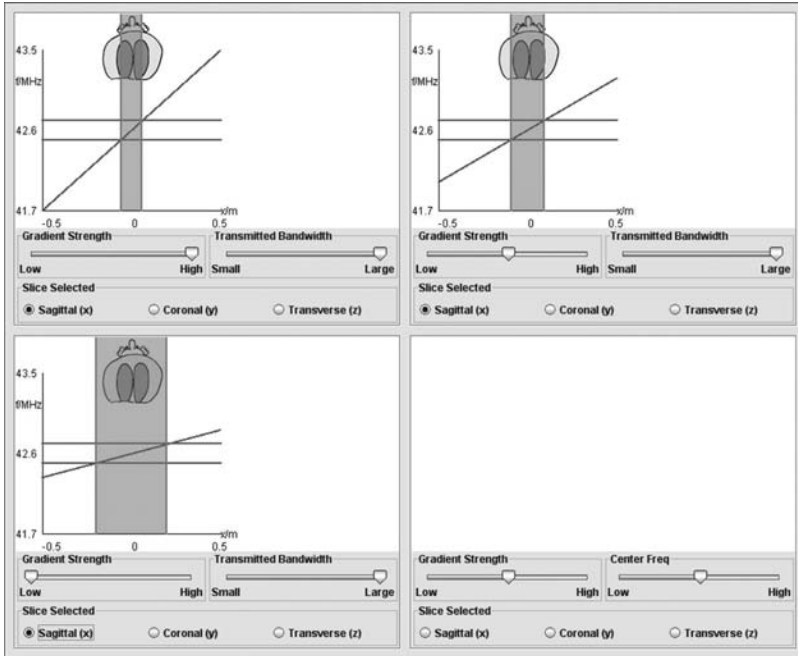 43.5
f/MHz
42.6
41.7
-0.5 0 0.5
x/m
Gradient Strength
Low High
Transmitted Bandwidth
Small Large
Slice Selected
Sagittal (x) Coronal (y) Transverse (z)
43.5
f/MHz
42.6
41.7
-0.5 0 0.5
x/m
Gradient Strength
Low High
Transmitted Bandwidth
Small Large
Slice Selected
Sagittal (x) Coronal (y) Transverse (z)
43.5
f/MHz
42.6
41.7
-0.5 0 0.5
x/m
Gradient Strength
Low High
Transmitted Bandwidth
Small Large
Slice Selected
Sagittal (x) Coronal (y) Transverse (z)
Gradient Strength
Low High
Center Freq
Low High
Slice Selected
Sagittal (x) Coronal (y) Transverse (z)